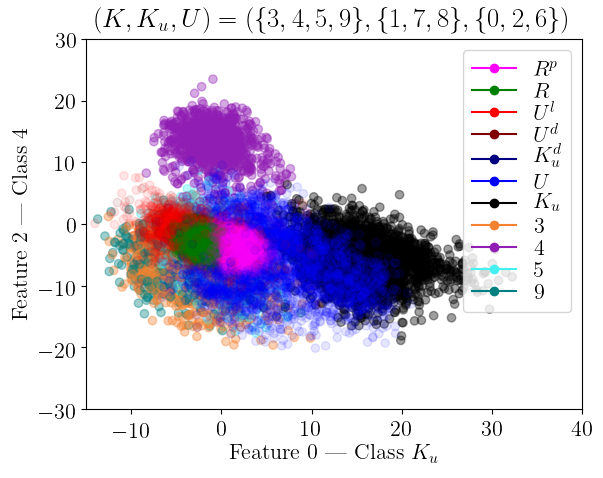 (K, K_u, U) = ({3, 4, 5, 9}, {1, 7, 8}, {0, 2, 6})
30
20
10
0
−10
−20
−30
Feature 2 — Class 4
R^p
R
U^l
U^d
K_u^d
U
K_u
3
4
5
9
−10 0 10 20 30 40
Feature 0 — Class K_u